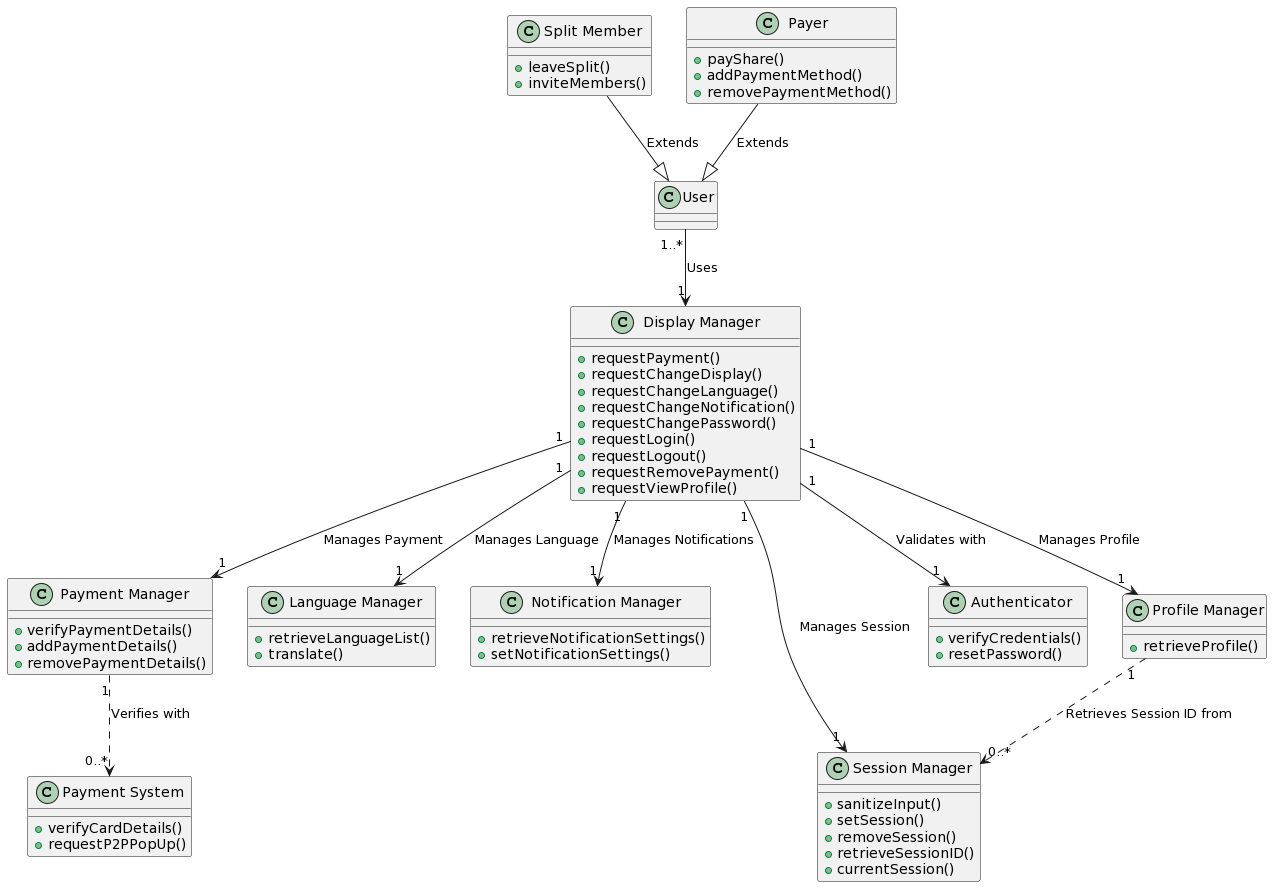 C Split Member
leaveSplit()
inviteMembers()
C Payer
payShare()
addPaymentMethod()
removePaymentMethod()
Extends
Extends
C User
1..*
Uses
1
C Display Manager
requestPayment()
requestChangeDisplay()
requestChangeLanguage()
requestChangeNotification()
requestChangePassword()
requestLogin()
requestLogout()
requestRemovePayment()
requestViewProfile()
1
1
1
1
1
1
Manages Payment
Manages Language
Manages Notifications
Manages Session
Validates with
Manages Profile
1
1
1
1
1
1
C Payment Manager
verifyPaymentDetails()
addPaymentDetails()
removePaymentDetails()
C Language Manager
retrieveLanguageList()
translate()
C Notification Manager
retrieveNotificationSettings()
setNotificationSettings()
C Authenticator
verifyCredentials()
resetPassword()
C Profile Manager
retrieveProfile()
1
Verifies with
0..*
1
Retrieves Session ID from
0..*
C Payment System
verifyCardDetails()
requestP2PPopUp()
C Session Manager
sanitizeInput()
setSession()
removeSession()
retrieveSessionID()
currentSession()